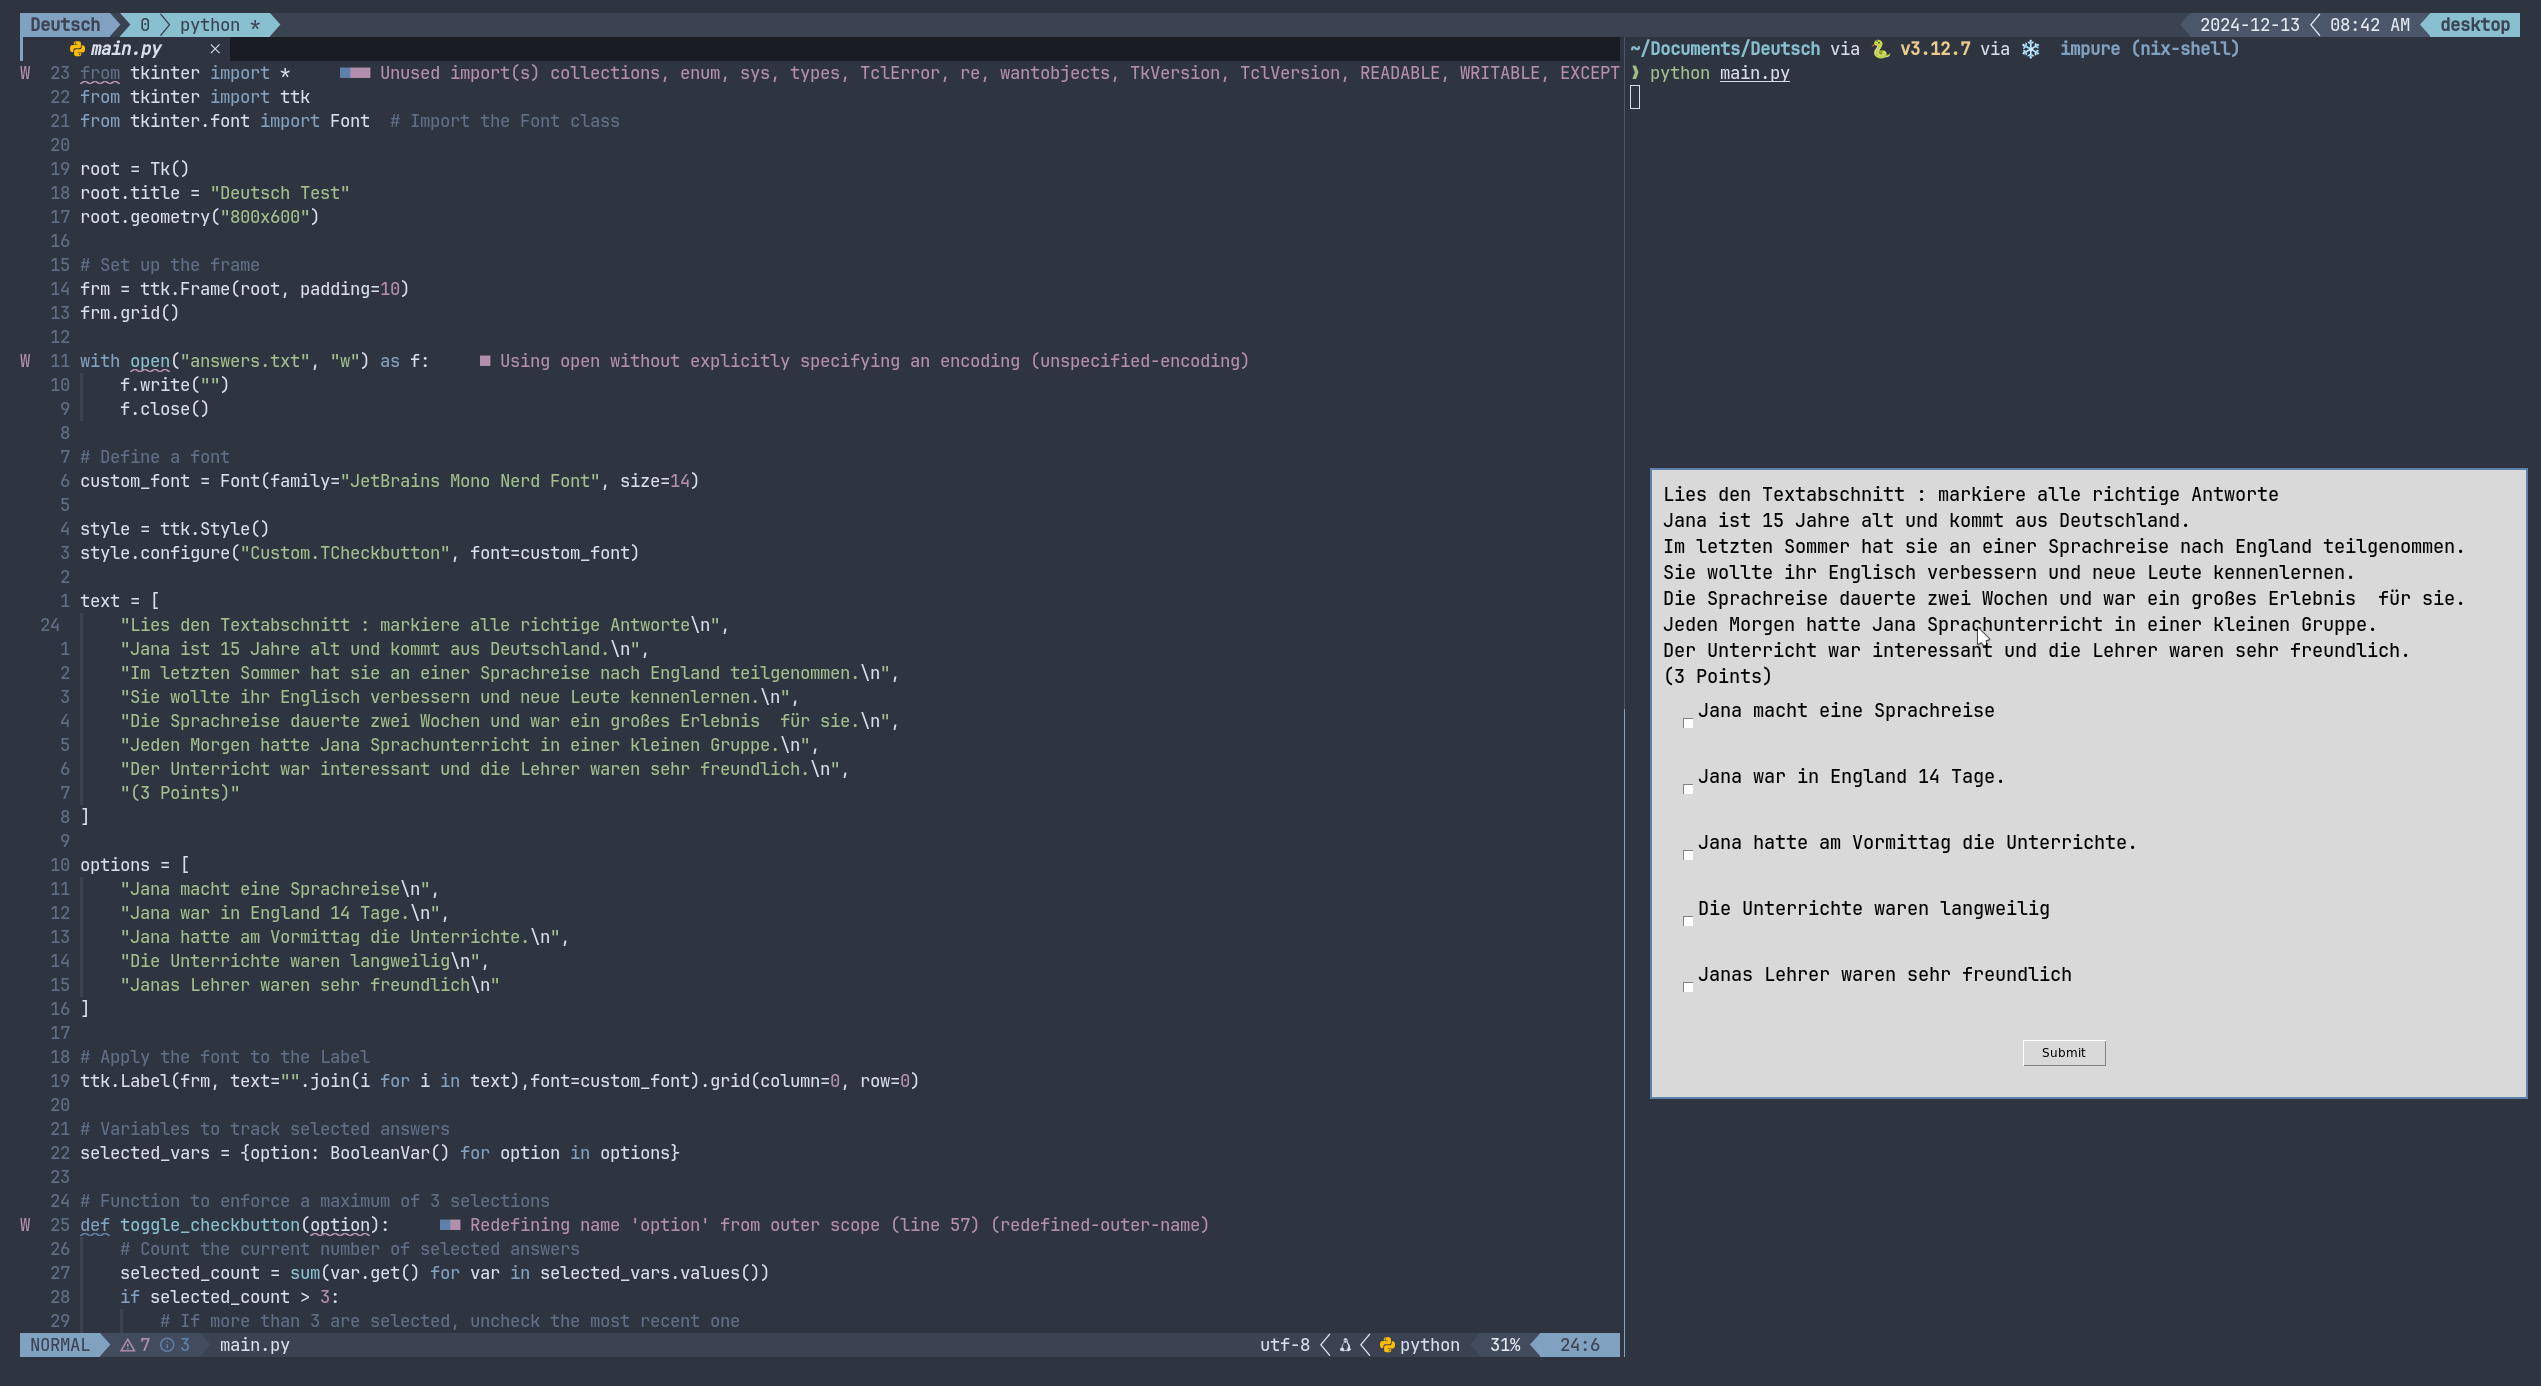 Deutsch 0 python * 2024-12-13 08:42 AM desktop
main.py ×
W 23 from tkinter import * Unused import(s) collections, enum, sys, types, TclError, re, wantobjects, TkVersion, TclVersion, READABLE, WRITABLE, EXCEPT
22 from tkinter import ttk
21 from tkinter.font import Font # Import the Font class
20
19 root = Tk()
18 root.title = "Deutsch Test"
17 root.geometry("800x600")
16
15 # Set up the frame
14 frm = ttk.Frame(root, padding=10)
13 frm.grid()
12
W 11 with open("answers.txt", "w") as f: Using open without explicitly specifying an encoding (unspecified-encoding)
10 f.write("")
9 f.close()
8
7 # Define a font
6 custom_font = Font(family="JetBrains Mono Nerd Font", size=14)
5
4 style = ttk.Style()
3 style.configure("Custom.TCheckbutton", font=custom_font)
2
1 text = [
24 "Lies den Textabschnitt : markiere alle richtige Antworte\n",
1 "Jana ist 15 Jahre alt und kommt aus Deutschland.\n",
2 "Im letzten Sommer hat sie an einer Sprachreise nach England teilgenommen.\n",
3 "Sie wollte ihr Englisch verbessern und neue Leute kennenlernen.\n",
4 "Die Sprachreise dauerte zwei Wochen und war ein großes Erlebnis  für sie.\n",
5 "Jeden Morgen hatte Jana Sprachunterricht in einer kleinen Gruppe.\n",
6 "Der Unterricht war interessant und die Lehrer waren sehr freundlich.\n",
7 "(3 Points)"
8 ]
9
10 options = [
11 "Jana macht eine Sprachreise\n",
12 "Jana war in England 14 Tage.\n",
13 "Jana hatte am Vormittag die Unterrichte.\n",
14 "Die Unterrichte waren langweilig\n",
15 "Janas Lehrer waren sehr freundlich\n"
16 ]
17
18 # Apply the font to the Label
19 ttk.Label(frm, text="".join(i for i in text),font=custom_font).grid(column=0, row=0)
20
21 # Variables to track selected answers
22 selected_vars = {option: BooleanVar() for option in options}
23
24 # Function to enforce a maximum of 3 selections
W 25 def toggle_checkbutton(option): Redefining name 'option' from outer scope (line 57) (redefined-outer-name)
26 # Count the current number of selected answers
27 selected_count = sum(var.get() for var in selected_vars.values())
28 if selected_count > 3:
29 # If more than 3 are selected, uncheck the most recent one
NORMAL 7 3 main.py utf-8 python 31% 24:6
~/Documents/Deutsch via v3.12.7 via impure (nix-shell)
❱ python main.py
Lies den Textabschnitt : markiere alle richtige Antworte
Jana ist 15 Jahre alt und kommt aus Deutschland.
Im letzten Sommer hat sie an einer Sprachreise nach England teilgenommen.
Sie wollte ihr Englisch verbessern und neue Leute kennenlernen.
Die Sprachreise dauerte zwei Wochen und war ein großes Erlebnis  für sie.
Jeden Morgen hatte Jana Sprachunterricht in einer kleinen Gruppe.
Der Unterricht war interessant und die Lehrer waren sehr freundlich.
(3 Points)
Jana macht eine Sprachreise
Jana war in England 14 Tage.
Jana hatte am Vormittag die Unterrichte.
Die Unterrichte waren langweilig
Janas Lehrer waren sehr freundlich
Submit